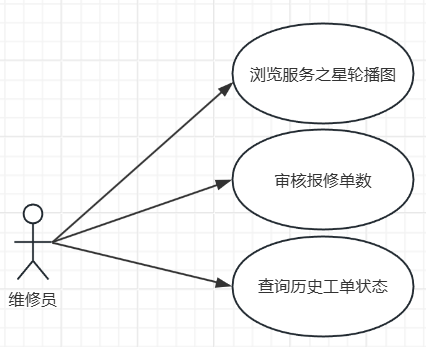 浏览服务之星轮播图
审核报修单数
查询历史工单状态
维修员